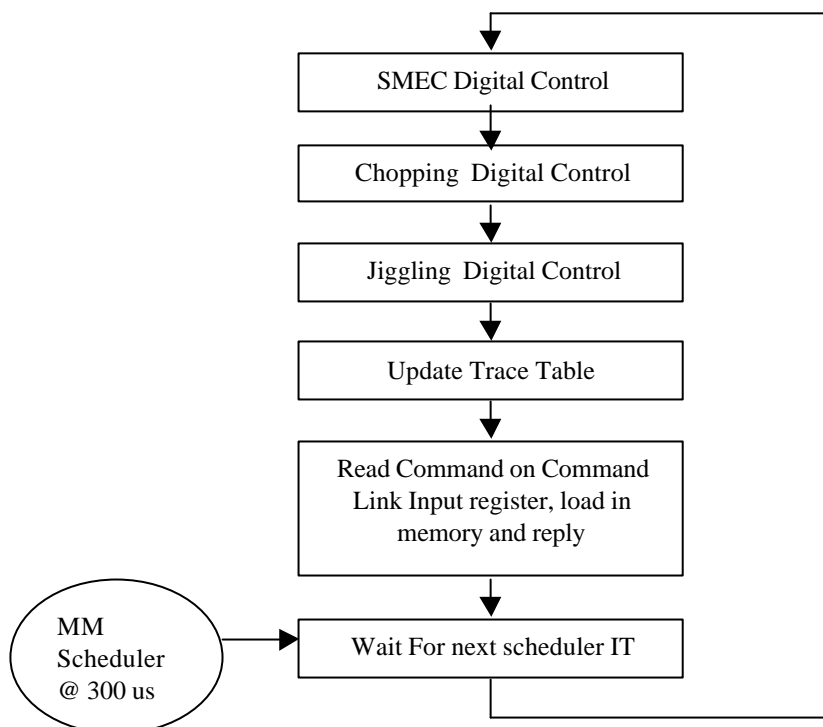 SMEC Digital Control
Chopping  Digital Control
Jiggling  Digital Control
Update Trace Table
Read Command on Command
Link Input register, load in
memory and reply
MM
Scheduler
@ 300 us
Wait For next scheduler IT